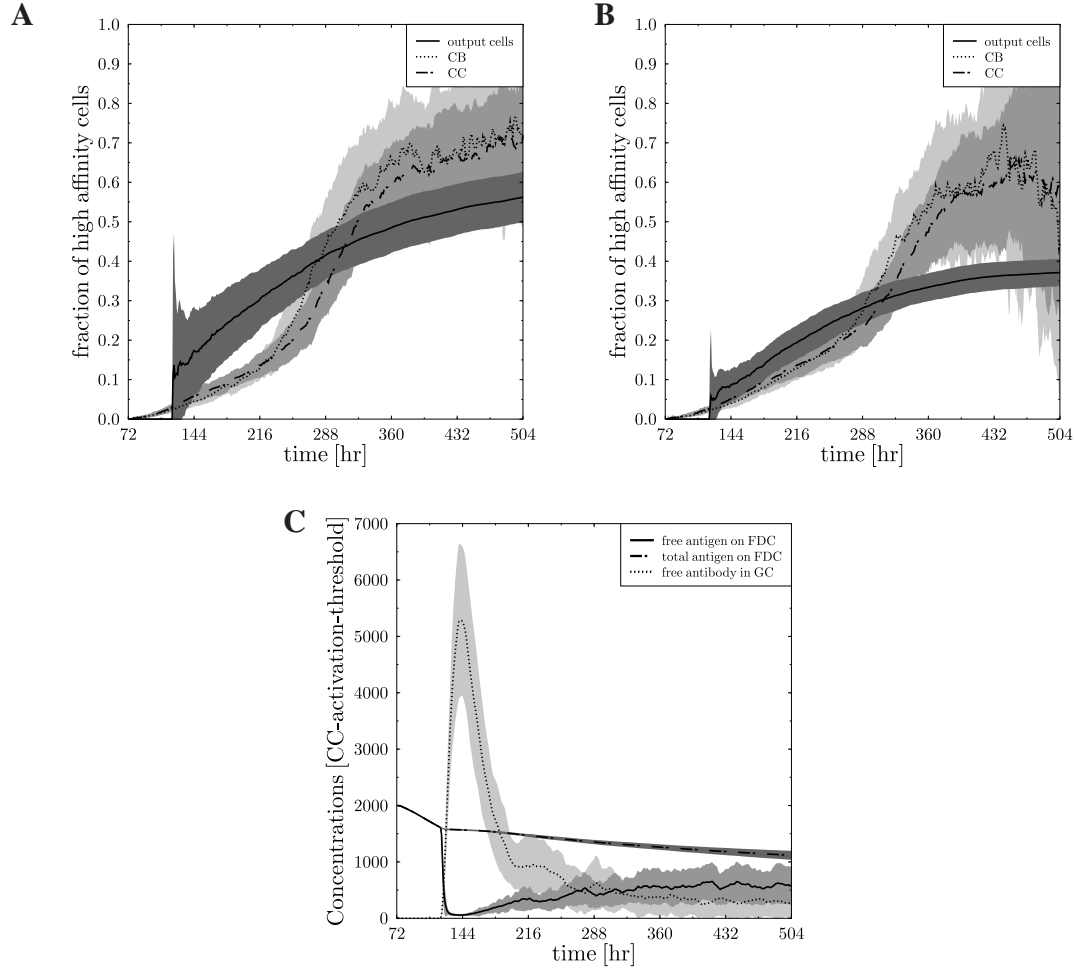 A
fraction of high affinity cells
1.0
0.9
0.8
0.7
0.6
0.5
0.4
0.3
0.2
0.1
0.0
output cells
CB
CC
72
144
216
288
360
432
504
time [hr]
B
fraction of high affinity cells
1.0
0.9
0.8
0.7
0.6
0.5
0.4
0.3
0.2
0.1
0.0
output cells
CB
CC
72
144
216
288
360
432
504
time [hr]
C
Concentrations [CC-activation-threshold]
7000
6000
5000
4000
3000
2000
1000
0
free antigen on FDC
total antigen on FDC
free antibody in GC
72
144
216
288
360
432
504
time [hr]